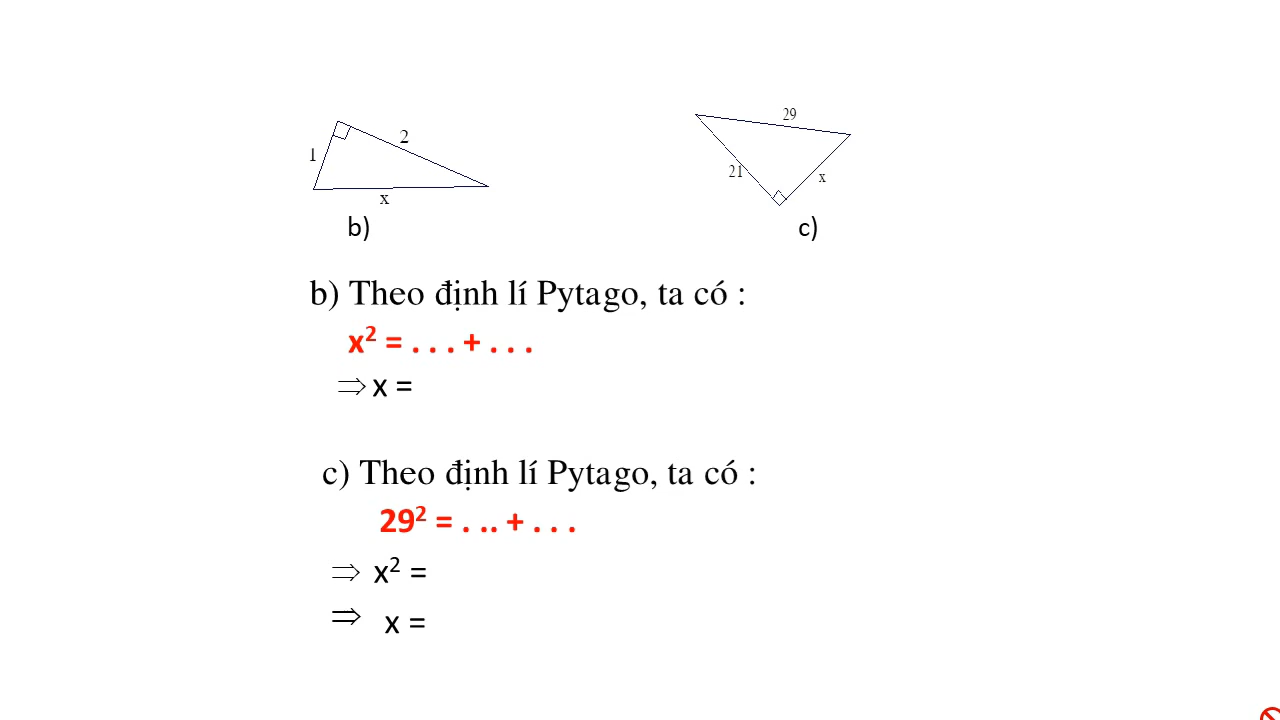 29
2
1
21
x
x
b)
c)
b) Theo định lí Pytago, ta có :
x² = . . . + . . .
⇒ x =
c) Theo định lí Pytago, ta có :
29² = . .. + . . .
⇒ x² =
⇒ x =